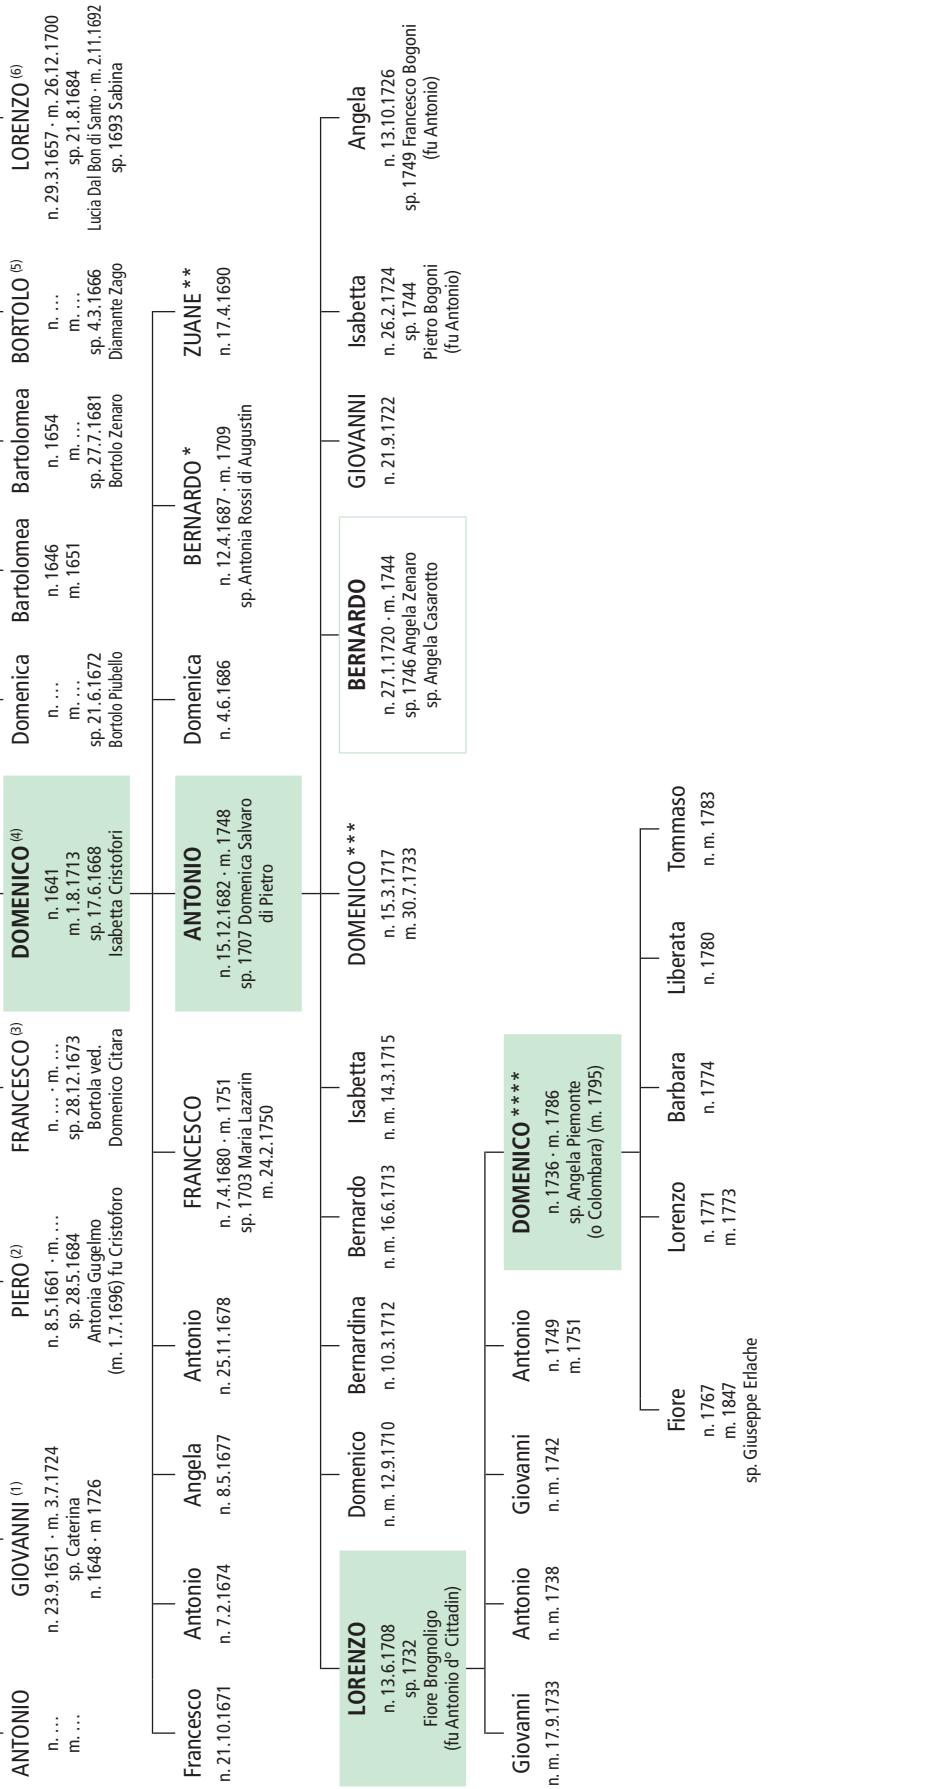 ANTONIO
n. …
m. …
GIOVANNI (1)
n. 23.9.1651 · m. 3.7.1724
sp. Caterina
n. 1648 · m 1726
PIERO (2)
n. 8.5.1661 · m. …
sp. 28.5.1684
Antonia Gugelmo
(m. 1.7.1696) fu Cristoforo
FRANCESCO (3)
n. … · m. …
sp. 28.12.1673
Bortola ved.
Domenico Citara
DOMENICO (4)
n. 1641
m. 1.8.1713
sp. 17.6.1668
Isabetta Cristofori
Domenica
n. …
m. …
sp. 21.6.1672
Bortolo Piubello
Bartolomea
n. 1646
m. 1651
Bartolomea
n. 1654
m. …
sp. 27.7.1681
Bortolo Zenaro
BORTOLO (5)
n. …
m. …
sp. 4.3.1666
Diamante Zago
LORENZO (6)
n. 29.3.1657 · m. 26.12.1700
sp. 21.8.1684
Lucia Dal Bon di Santo · m. 2.11.1692
sp. 1693 Sabina
Francesco
n. 21.10.1671
Antonio
n. 7.2.1674
Angela
n. 8.5.1677
Antonio
n. 25.11.1678
FRANCESCO
n. 7.4.1680 · m. 1751
sp. 1703 Maria Lazarin
m. 24.2.1750
ANTONIO
n. 15.12.1682 · m. 1748
sp. 1707 Domenica Salvaro
di Pietro
Domenica
n. 4.6.1686
BERNARDO *
n. 12.4.1687 · m. 1709
sp. Antonia Rossi di Augustin
ZUANE **
n. 17.4.1690
LORENZO
n. 13.6.1708
sp. 1732
Fiore Brognoligo
(fu Antonio d° Cittadin)
Domenico
n. m. 12.9.1710
Bernardina
n. 10.3.1712
Bernardo
n. m. 16.6.1713
Isabetta
n. m. 14.3.1715
DOMENICO ***
n. 15.3.1717
m. 30.7.1733
BERNARDO
n. 27.1.1720 · m. 1744
sp. 1746 Angela Zenaro
sp. Angela Casarotto
GIOVANNI
n. 21.9.1722
Isabetta
n. 26.2.1724
sp. 1744
Pietro Bogoni
(fu Antonio)
Angela
n. 13.10.1726
sp. 1749 Francesco Bogoni
(fu Antonio)
Giovanni
n. m. 17.9.1733
Antonio
n. m. 1738
Giovanni
n. m. 1742
Antonio
n. 1749
m. 1751
DOMENICO ****
n. 1736 · m. 1786
sp. Angela Piemonte
(o Colombara) (m. 1795)
Fiore
n. 1767
m. 1847
sp. Giuseppe Erlache
Lorenzo
n. 1771
m. 1773
Barbara
n. 1774
Liberata
n. 1780
Tommaso
n. m. 1783